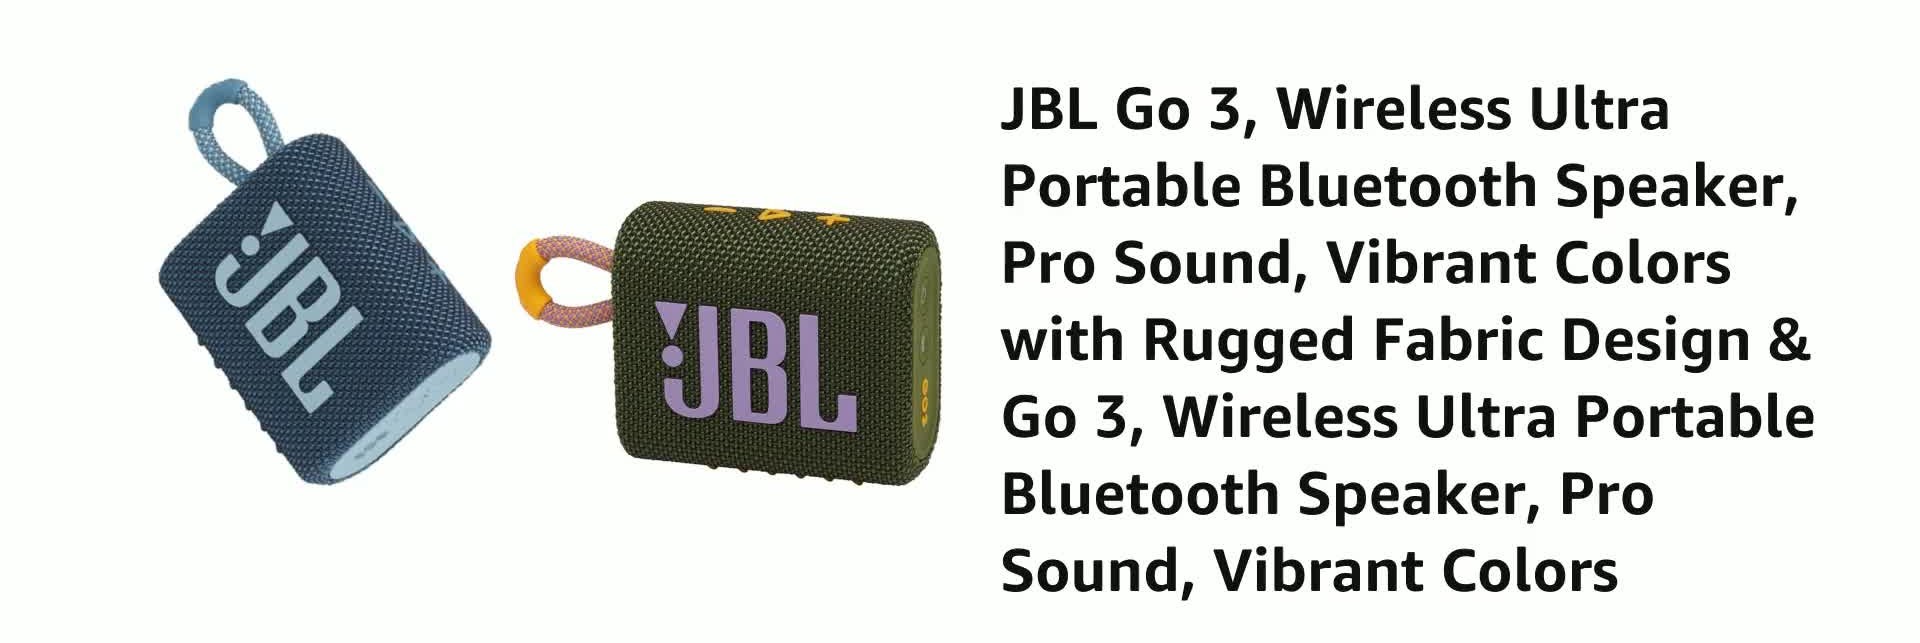 JBL
JBL
GO3
JBL Go 3, Wireless Ultra
Portable Bluetooth Speaker,
Pro Sound, Vibrant Colors
with Rugged Fabric Design &
Go 3, Wireless Ultra Portable
Bluetooth Speaker, Pro
Sound, Vibrant Colors